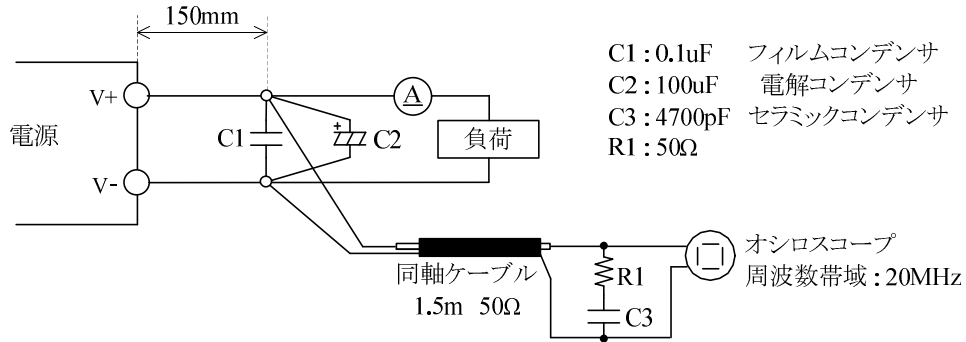 150mm
V+
V-
電源
C1
+
C2
A
負荷
C1 : 0.1uF フィルムコンデンサ
C2 : 100uF 電解コンデンサ
C3 : 4700pF セラミックコンデンサ
R1 : 50Ω
同軸ケーブル
1.5m 50Ω
R1
C3
オシロスコープ
周波数帯域 : 20MHz